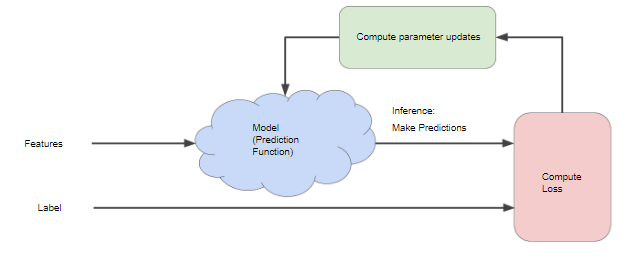 Compute parameter updates
Inference:
Make Predictions
Model
(Prediction
Function)
Features
Compute
Loss
Label